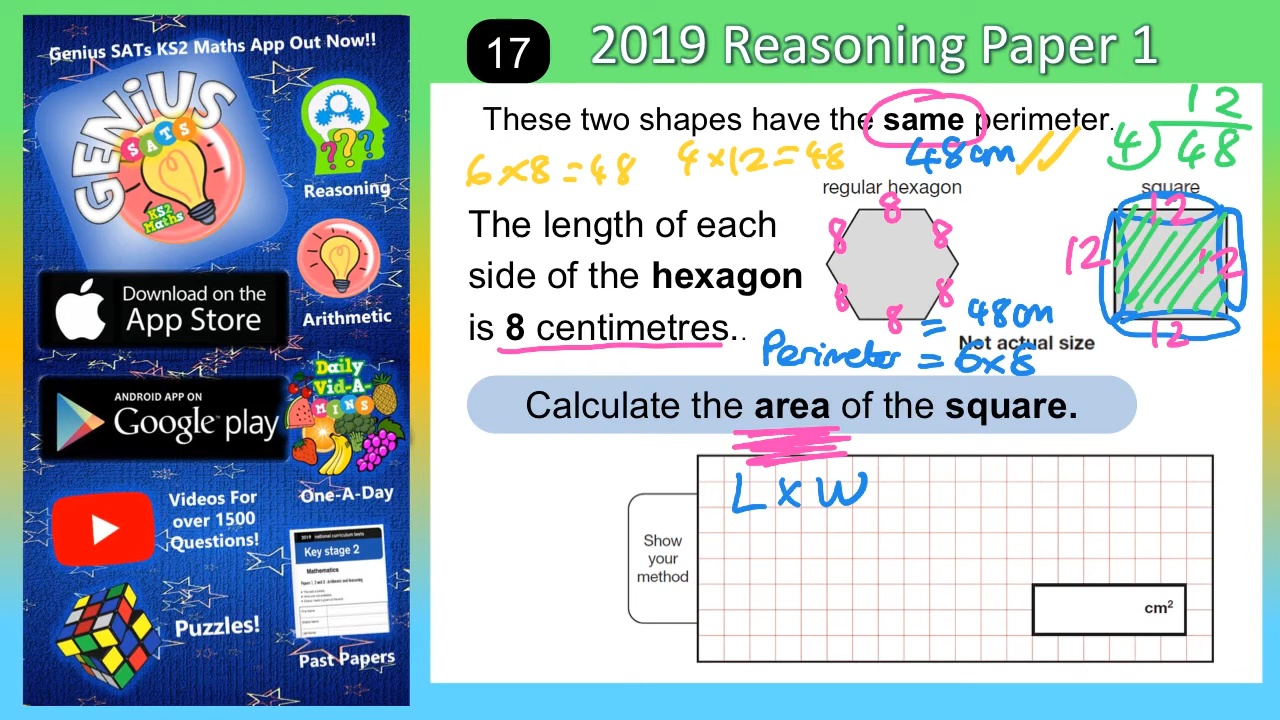 Genius SATs KS2 Maths App Out Now!!
GENiUS
SATS
KS2
Maths
Reasoning
Download on the
App Store
Arithmetic
ANDROID APP ON
Google play
Daily
Vid-A-
MINS
One-A-Day
Videos For
over 1500
Questions!
2019 national curriculum tests
Key stage 2
Mathematics
Puzzles!
Past Papers
17
2019 Reasoning Paper 1
These two shapes have the same perimeter.
12
4 48
6 x 8 = 48
4 x 12 = 48
48cm
regular hexagon
square
The length of each
side of the hexagon
is 8 centimetres..
8
8
8
8
8
8
12
12
12
12
= 48cm
Not actual size
Perimeter = 6x8
Calculate the area of the square.
L x W
Show
your
method
cm²